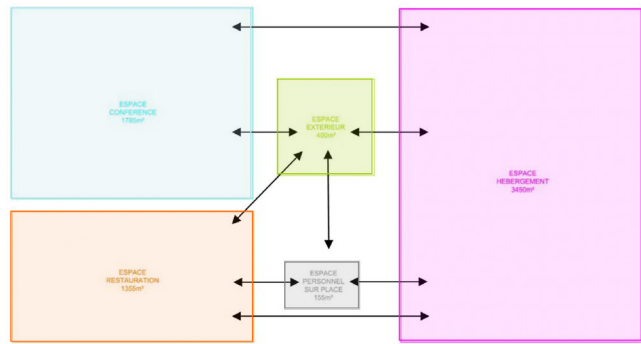 ESPACE
CONFERENCE
1785m²
ESPACE
EXTERIEUR
400m²
ESPACE
HEBERGEMENT
3490m²
ESPACE
RESTAURATION
1355m²
ESPACE
PERSONNEL
SUR PLACE
155m²